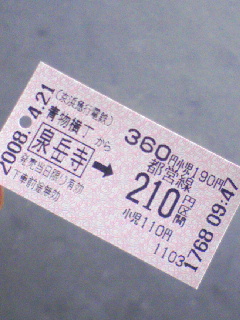 2008.-4.21
(京浜急行電鉄)
青物横丁から
泉岳寺
➡
発売当日限り有効
下車前途無効
360円小児190円
都営線
210円区間
小児110円
1103
1768 09:47